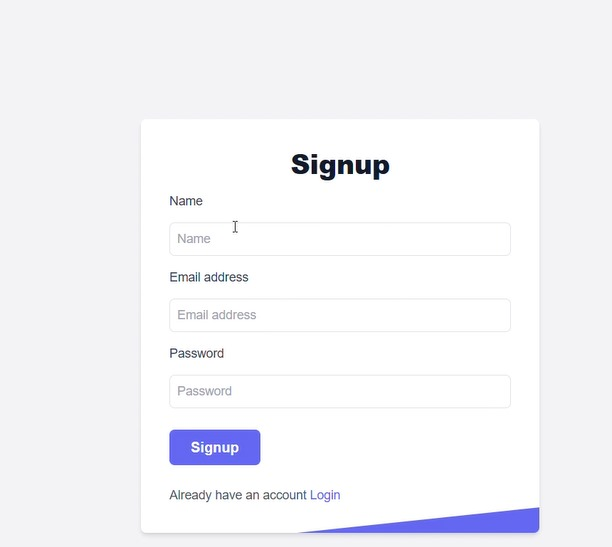 Signup
Name
Name
Email address
Email address
Password
Password
Signup
Already have an account Login